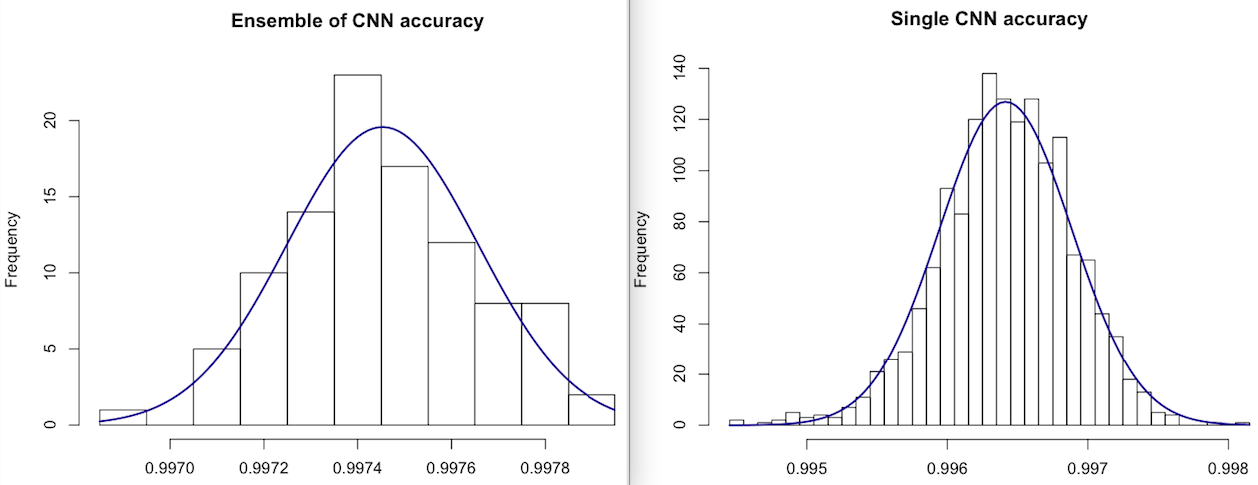 Ensemble of CNN accuracy
Frequency
20
15
10
5
0
0.9970 0.9972 0.9974 0.9976 0.9978
Single CNN accuracy
Frequency
140
120
100
80
60
40
20
0
0.995 0.996 0.997 0.998